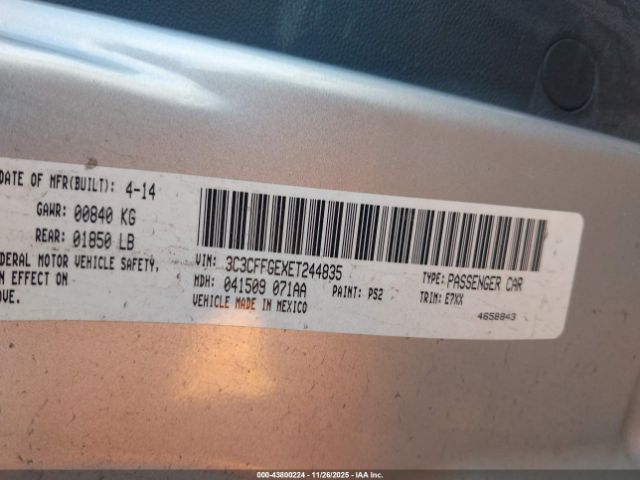 DATE OF MFR(BUILT): 4-14
GAWR: 00840 KG
REAR: 01850 LB
EDERAL MOTOR VEHICLE SAFETY,
IN EFFECT ON
OVE.
VIN: 3C3CFFGEXET244835
MDH: 041509 071AA PAINT: PS2
VEHICLE MADE IN MEXICO
TYPE: PASSENGER CAR
TRIM: E7XX
4658843
000-43800224 - 11/26/2025 - IAA Inc.